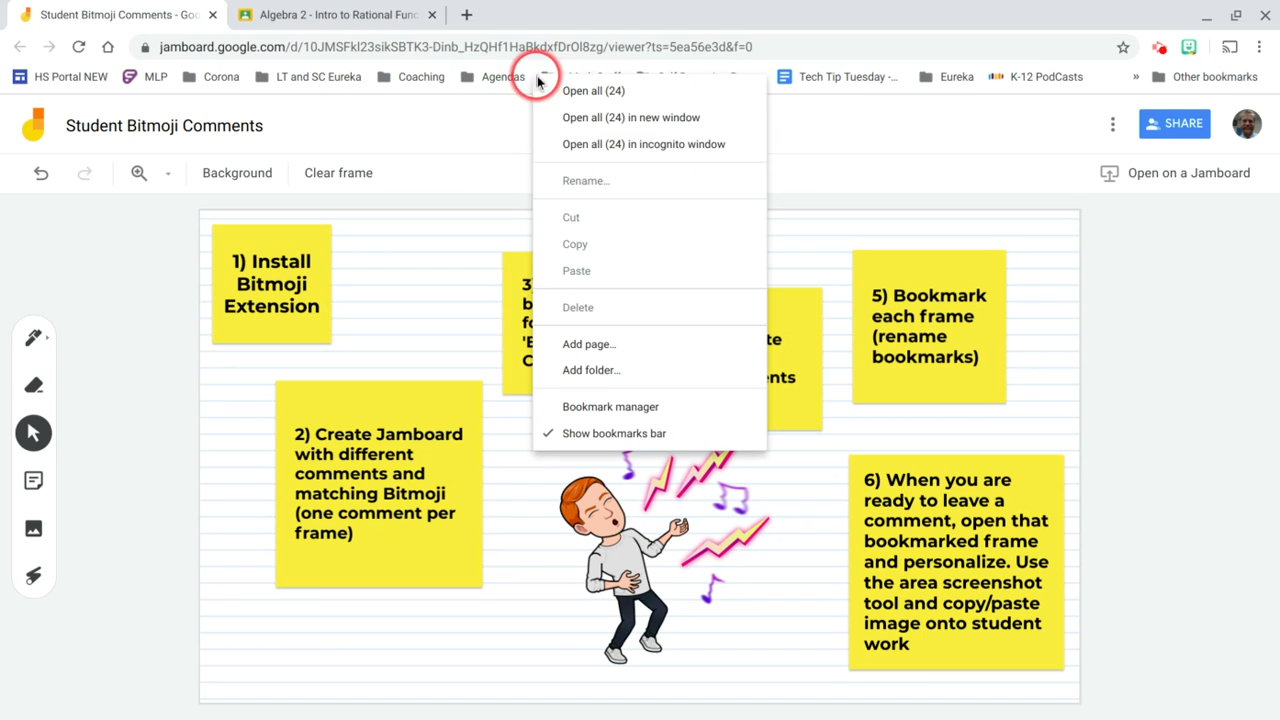 Student Bitmoji Comments - Goo
Algebra 2 - Intro to Rational Func
jamboard.google.com/d/10JMSFkl23sikSBTK3-Dinb_HzQHf1HaBkdxfDrOl8zg/viewer?ts=5ea56e3d&f=0
HS Portal NEW
MLP
Corona
LT and SC Eureka
Coaching
Agendas
Tech Tip Tuesday -...
Eureka
K-12 PodCasts
»
Other bookmarks
Student Bitmoji Comments
SHARE
Background
Clear frame
Open on a Jamboard
Open all (24)
Open all (24) in new window
Open all (24) in incognito window
Rename...
Cut
Copy
Paste
Delete
Add page...
Add folder...
Bookmark manager
Show bookmarks bar
1) Install
Bitmoji
Extension
2) Create Jamboard
with different
comments and
matching Bitmoji
(one comment per
frame)
5) Bookmark
each frame
(rename
bookmarks)
6) When you are
ready to leave a
comment, open that
bookmarked frame
and personalize. Use
the area screenshot
tool and copy/paste
image onto student
work